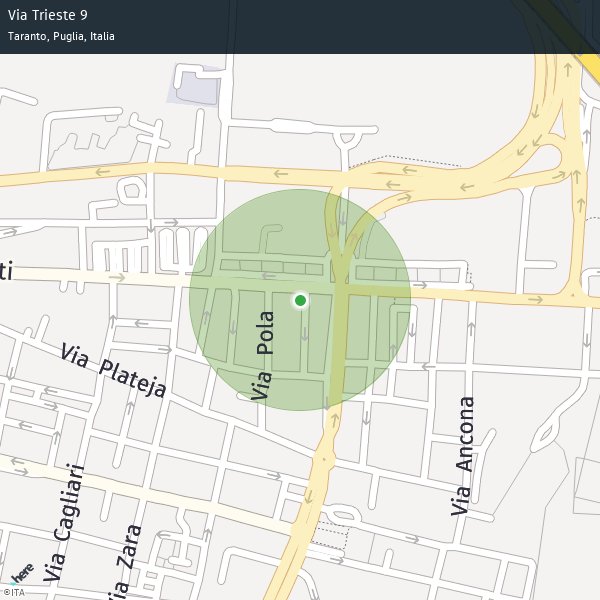 Via Trieste 9
Taranto, Puglia, Italia
ti
Via Plateja
Via Pola
Via Ancona
Via Cagliari
via Zara
here
©ITA